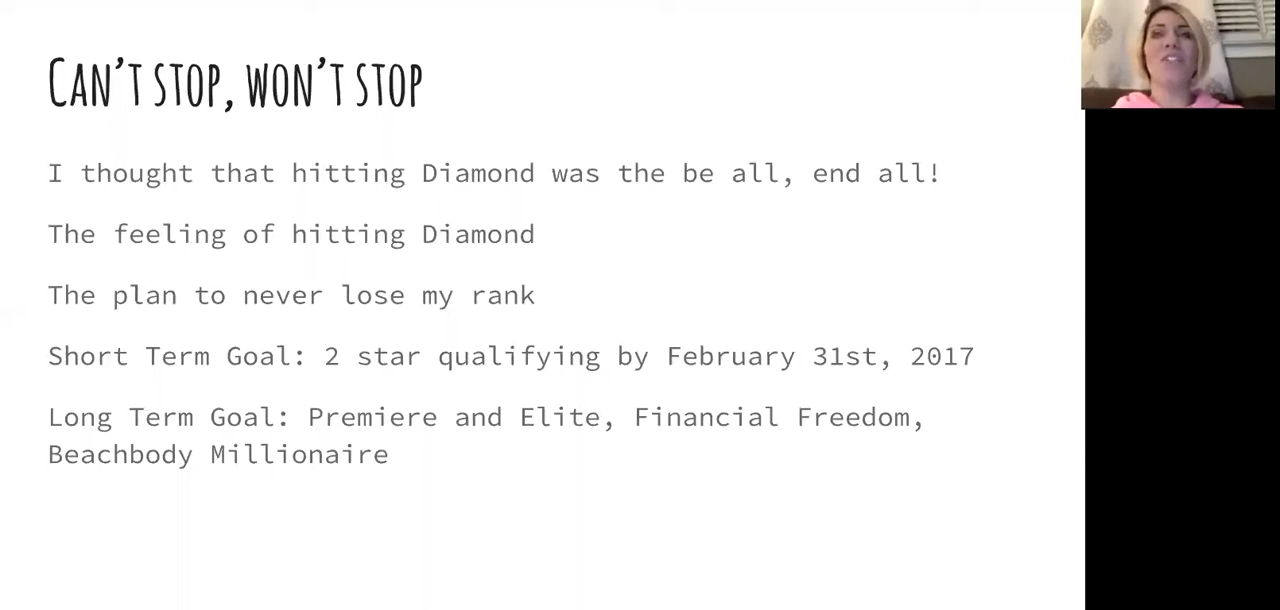 Can't stop, won't stop
I thought that hitting Diamond was the be all, end all!
The feeling of hitting Diamond
The plan to never lose my rank
Short Term Goal: 2 star qualifying by February 31st, 2017
Long Term Goal: Premiere and Elite, Financial Freedom,
Beachbody Millionaire